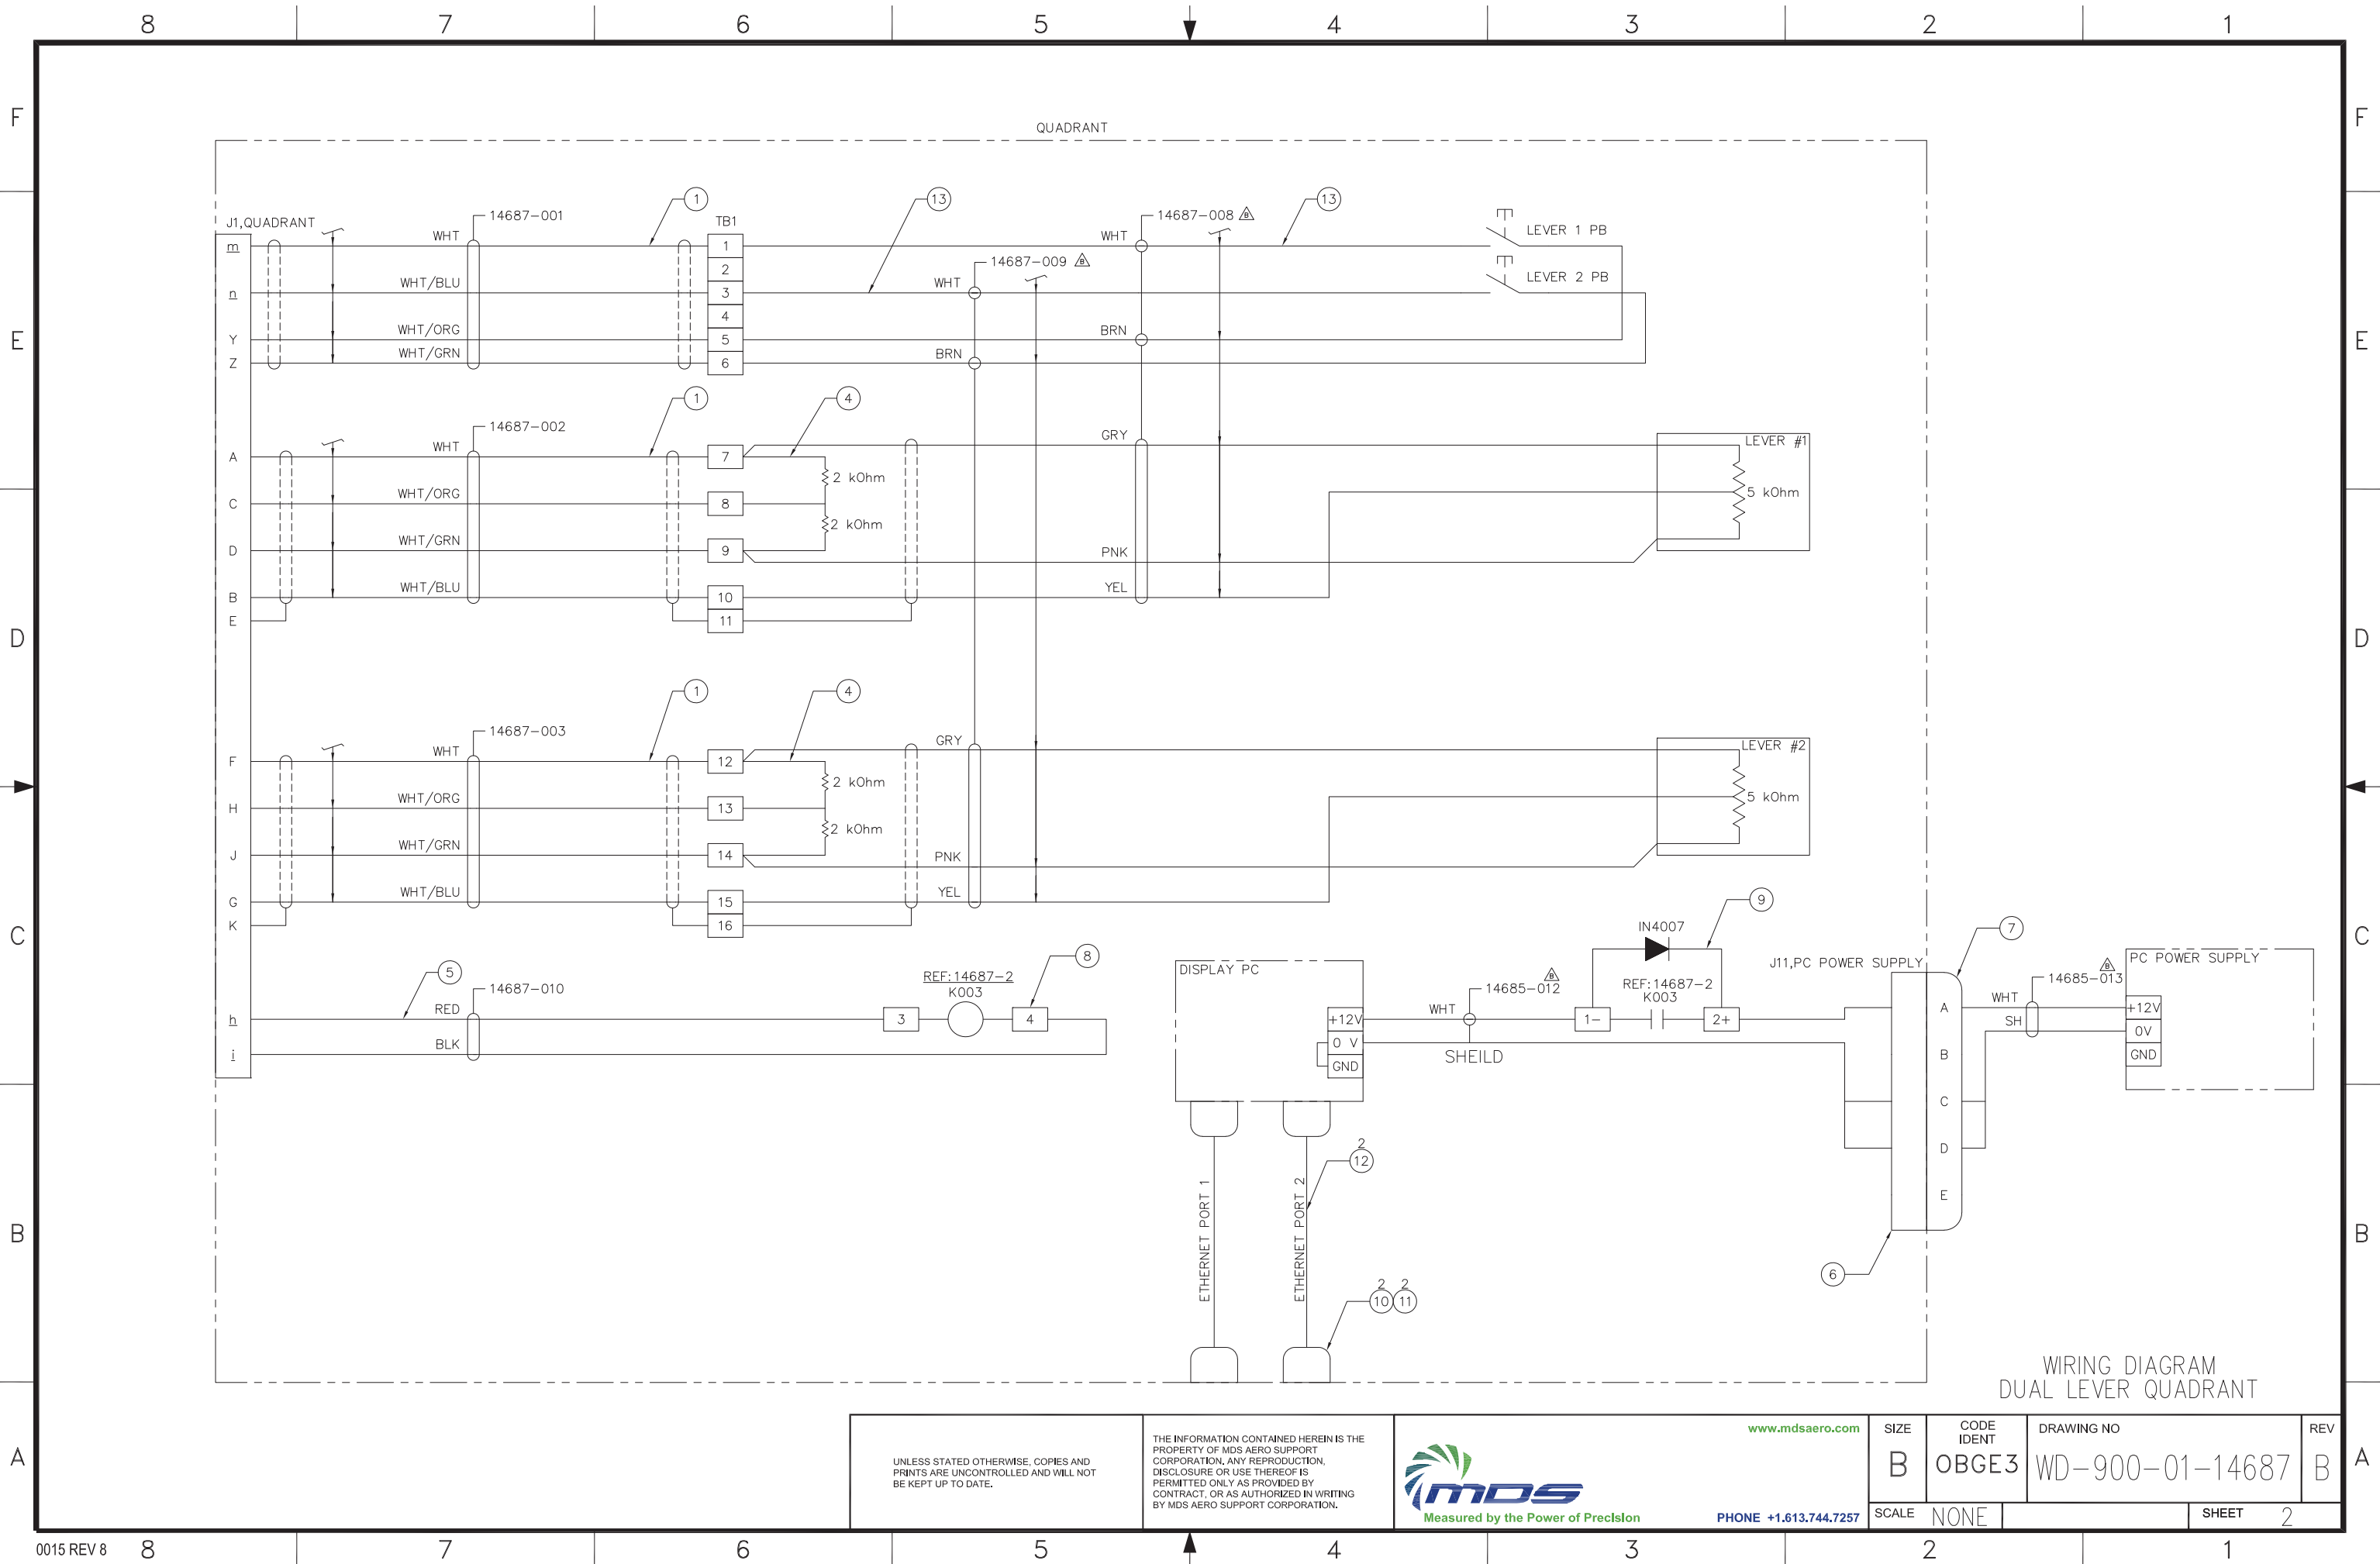 8 7 6 5 4 3 2 1
F F
QUADRANT
1 13 13
J1,QUADRANT 14687-001 TB1 14687-008 B
m WHT 1 WHT LEVER 1 PB
2 14687-009 B
n WHT/BLU 3 WHT LEVER 2 PB
4
E Y WHT/ORG 5 BRN E
Z WHT/GRN 6 BRN
1 4
14687-002
A WHT 7 GRY LEVER #1
2 kOhm
C WHT/ORG 8 5 kOhm
2 kOhm
D WHT/GRN 9 PNK
B WHT/BLU 10 YEL
E 11
D D
1 4
14687-003
F WHT 12 GRY LEVER #2
2 kOhm
H WHT/ORG 13 5 kOhm
2 kOhm
J WHT/GRN 14 PNK
G WHT/BLU 15 YEL
K 16
9
IN4007
C C
7
5 8
DISPLAY PC
J11,PC POWER SUPPLY
PC POWER SUPPLY
14687-010
REF:14687-2
K003
14685-012 B
REF:14687-2
K003
14685-013 B
h RED 3 4 +12V WHT 1- 2+ A WHT +12V
SH 0V
i BLK 0 V B GND
GND SHEILD
C
D
E
2
12
ETHERNET PORT 1
ETHERNET PORT 2
B B
6
2 2
10 11
WIRING DIAGRAM
DUAL LEVER QUADRANT
A A
UNLESS STATED OTHERWISE, COPIES AND
PRINTS ARE UNCONTROLLED AND WILL NOT
BE KEPT UP TO DATE.
THE INFORMATION CONTAINED HEREIN IS THE
PROPERTY OF MDS AERO SUPPORT
CORPORATION. ANY REPRODUCTION,
DISCLOSURE OR USE THEREOF IS
PERMITTED ONLY AS PROVIDED BY
CONTRACT, OR AS AUTHORIZED IN WRITING
BY MDS AERO SUPPORT CORPORATION.
www.mdsaero.com
mDS
Measured by the Power of Precision
PHONE +1.613.744.7257
SIZE
B
CODE
IDENT
OBGE3
DRAWING NO
WD-900-01-14687
REV
B
SCALE NONE
SHEET 2
0015 REV 8
8 7 6 5 4 3 2 1